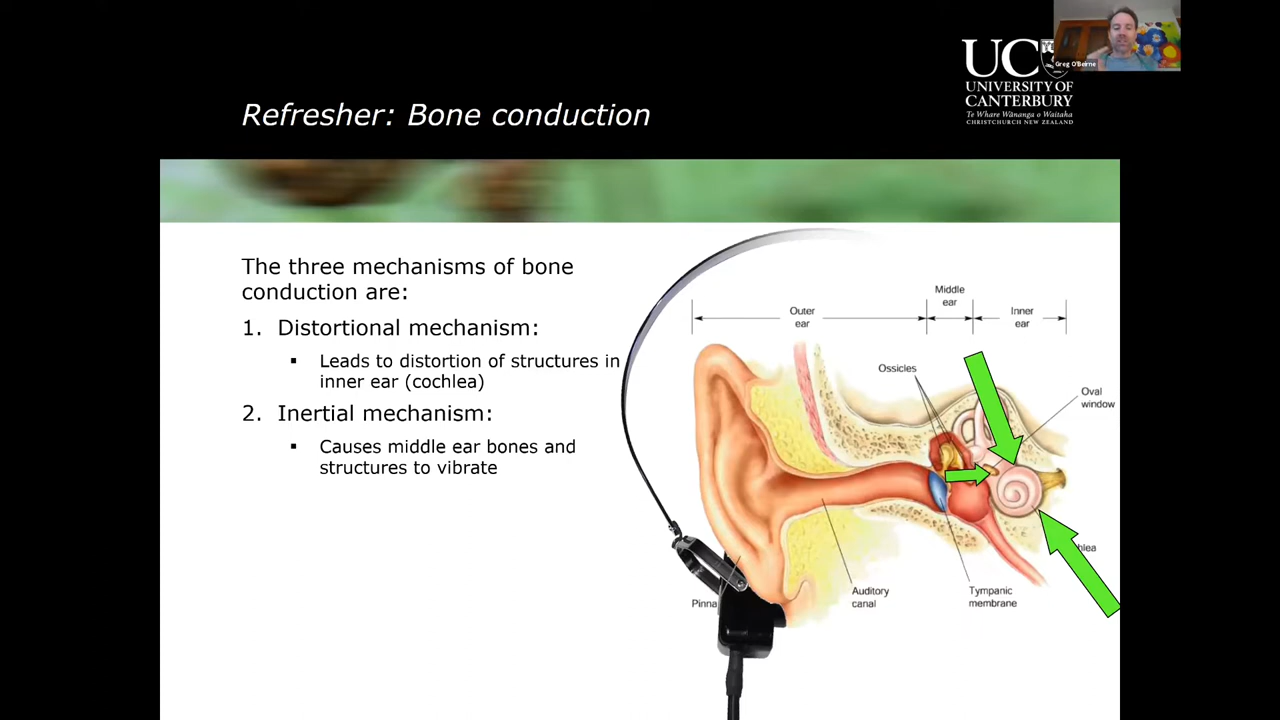 UC
Greg O'Beirne
UNIVERSITY OF
CANTERBURY
Te Whare Wānanga o Waitaha
CHRISTCHURCH NEW ZEALAND
Refresher: Bone conduction
The three mechanisms of bone
conduction are:
1. Distortional mechanism:
▪ Leads to distortion of structures in
inner ear (cochlea)
2. Inertial mechanism:
▪ Causes middle ear bones and
structures to vibrate
Outer
ear
Middle
ear
Inner
ear
Ossicles
Oval
window
hlea
Pinna
Auditory
canal
Tympanic
membrane